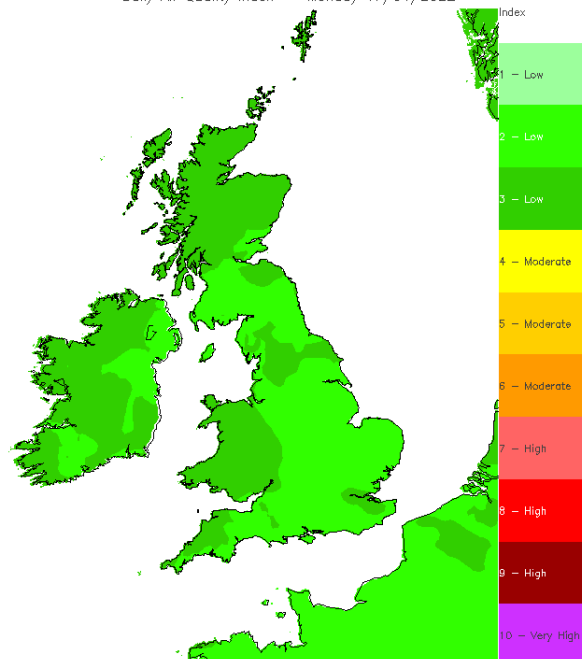 Index
1 - Low
2 - Low
3 - Low
4 - Moderate
5 - Moderate
6 - Moderate
7 - High
8 - High
9 - High
10 - Very High